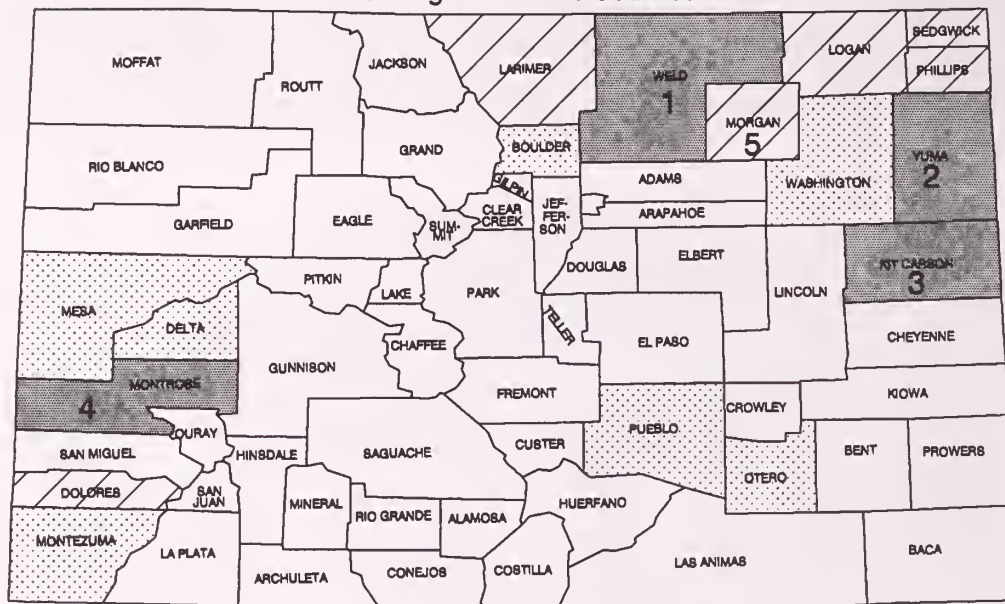 MOFFAT
ROUTT
JACKSON
LARIMER
WELD
1
MORGAN
5
LOGAN
SEDGWICK
PHILLIPS
YUMA
2
WASHINGTON
RIO BLANCO
GRAND
BOULDER
GILPIN
CLEAR
CREEK
JEF-
FER-
SON
ADAMS
ARAPAHOE
GARFIELD
EAGLE
SUM-
MIT
DOUGLAS
ELBERT
KIT CARSON
3
LINCOLN
PITKIN
LAKE
PARK
MESA
DELTA
TELLER
EL PASO
CHEYENNE
CHAFFEE
GUNNISON
MONTROSE
4
FREMONT
CROWLEY
KIOWA
OURAY
PUEBLO
SAN MIGUEL
HINSDALE
SAGUACHE
CUSTER
OTERO
BENT
PROWERS
DOLORES
SAN
JUAN
MINERAL
RIO GRANDE
ALAMOSA
HUERFANO
MONTEZUMA
LA PLATA
ARCHULETA
CONEJOS
COSTILLA
LAS ANIMAS
BACA